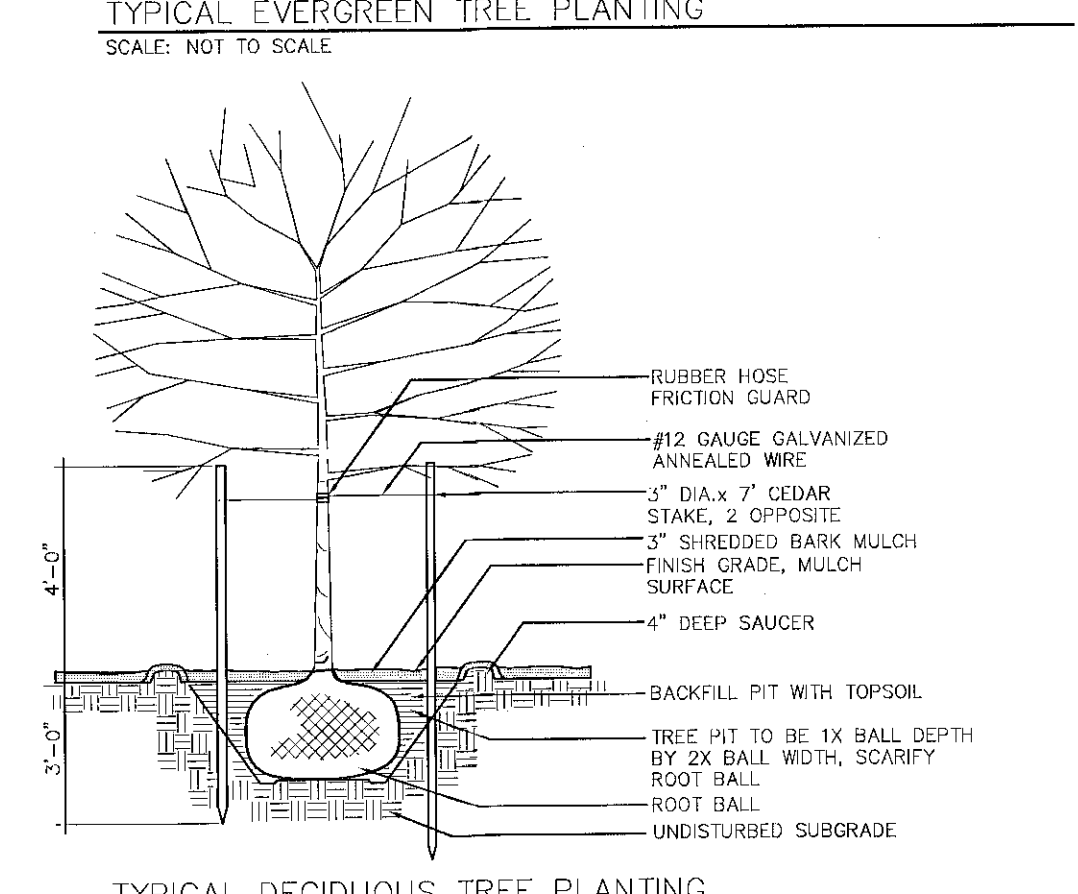 TYPICAL EVERGREEN TREE PLANTING
SCALE: NOT TO SCALE
RUBBER HOSE
FRICTION GUARD
#12 GAUGE GALVANIZED
ANNEALED WIRE
3" DIA.x 7' CEDAR
STAKE, 2 OPPOSITE
3" SHREDDED BARK MULCH
FINISH GRADE, MULCH
SURFACE
4" DEEP SAUCER
BACKFILL PIT WITH TOPSOIL
TREE PIT TO BE 1X BALL DEPTH
BY 2X BALL WIDTH, SCARIFY
ROOT BALL
ROOT BALL
UNDISTURBED SUBGRADE
4'-0"
3'-0"
TYPICAL DECIDUOUS TREE PLANTING